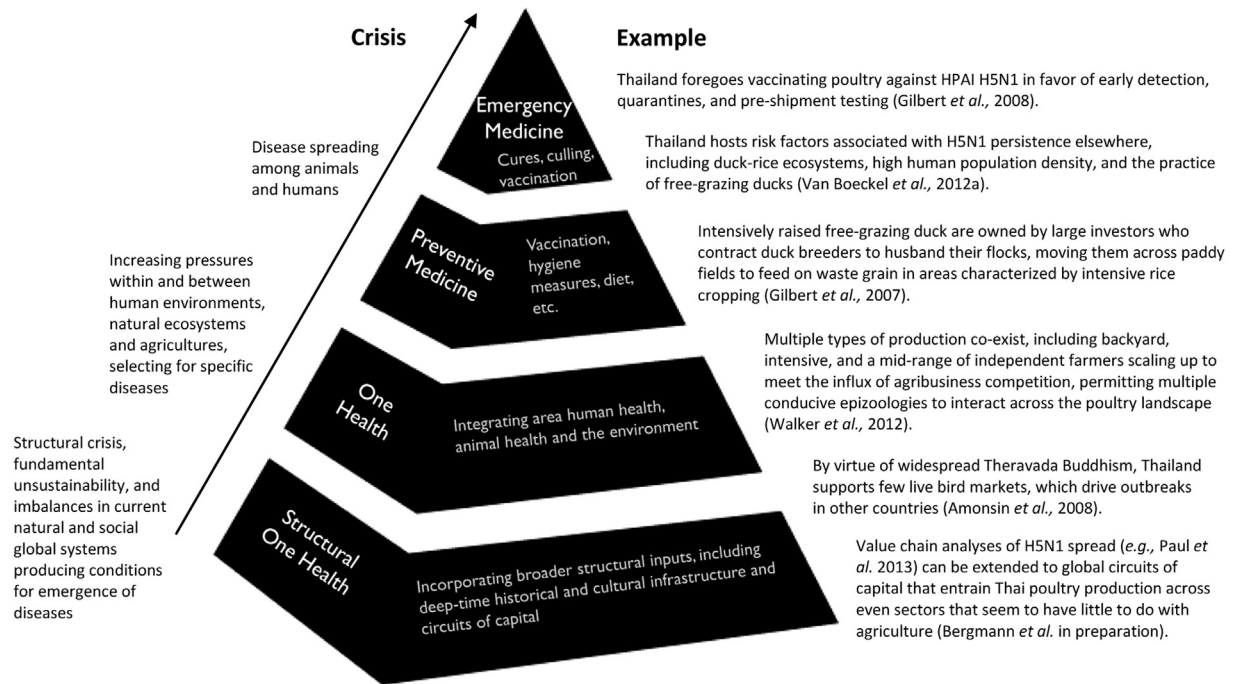 Crisis
Example
Thailand foregoes vaccinating poultry against HPAI H5N1 in favor of early detection,
quarantines, and pre-shipment testing (Gilbert et al., 2008).
Emergency
Medicine
Cures, culling,
vaccination
Disease spreading
among animals
and humans
Thailand hosts risk factors associated with H5N1 persistence elsewhere,
including duck-rice ecosystems, high human population density, and the practice
of free-grazing ducks (Van Boeckel et al., 2012a).
Preventive
Medicine
Vaccination,
hygiene
measures, diet,
etc.
Intensively raised free-grazing duck are owned by large investors who
contract duck breeders to husband their flocks, moving them across paddy
fields to feed on waste grain in areas characterized by intensive rice
cropping (Gilbert et al., 2007).
Increasing pressures
within and between
human environments,
natural ecosystems
and agricultures,
selecting for specific
diseases
One
Health
Integrating area human health,
animal health and the environment
Multiple types of production co-exist, including backyard,
intensive, and a mid-range of independent farmers scaling up to
meet the influx of agribusiness competition, permitting multiple
conducive epizoologies to interact across the poultry landscape
(Walker et al., 2012).
By virtue of widespread Theravada Buddhism, Thailand
supports few live bird markets, which drive outbreaks
in other countries (Amonsin et al., 2008).
Structural crisis,
fundamental
unsustainability, and
imbalances in current
natural and social
global systems
producing conditions
for emergence of
diseases
Structural
One Health
Incorporating broader structural inputs, including
deep-time historical and cultural infrastructure and
circuits of capital
Value chain analyses of H5N1 spread (e.g., Paul et
al. 2013) can be extended to global circuits of
capital that entrain Thai poultry production across
even sectors that seem to have little to do with
agriculture (Bergmann et al. in preparation).